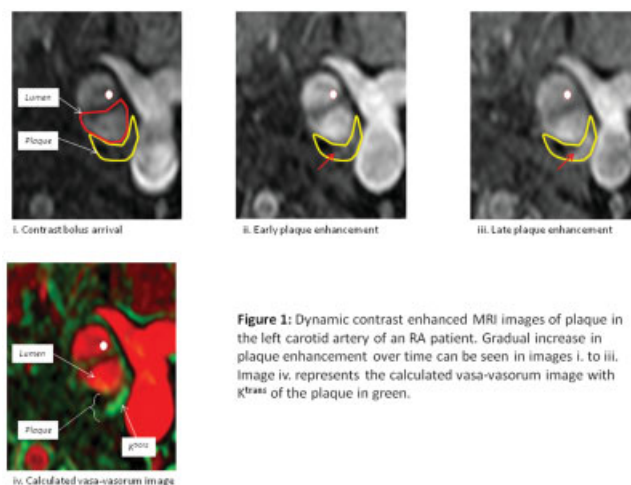 Lumen
Plaque
i. Contrast bolus arrival
ii. Early plaque enhancement
iii. Late plaque enhancement
Lumen
Plaque
Ktrans
iv. Calculated vasa-vasorum image
Figure 1: Dynamic contrast enhanced MRI images of plaque in
the left carotid artery of an RA patient. Gradual increase in
plaque enhancement over time can be seen in images i. to iii.
Image iv. represents the calculated vasa-vasorum image with
Ktrans of the plaque in green.